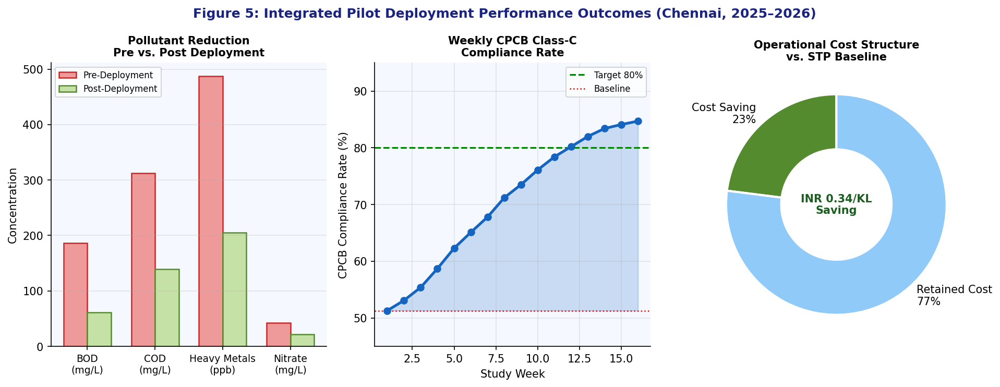 Figure 5: Integrated Pilot Deployment Performance Outcomes (Chennai, 2025–2026)
Pollutant Reduction
Pre vs. Post Deployment
Pre-Deployment
Post-Deployment
Concentration
500
400
300
200
100
0
BOD
(mg/L)
COD
(mg/L)
Heavy Metals
(ppb)
Nitrate
(mg/L)
Weekly CPCB Class-C
Compliance Rate
Target 80%
Baseline
CPCB Compliance Rate (%)
90
80
70
60
50
2.5
5.0
7.5
10.0
12.5
15.0
Study Week
Operational Cost Structure
vs. STP Baseline
Cost Saving
23%
INR 0.34/KL
Saving
Retained Cost
77%